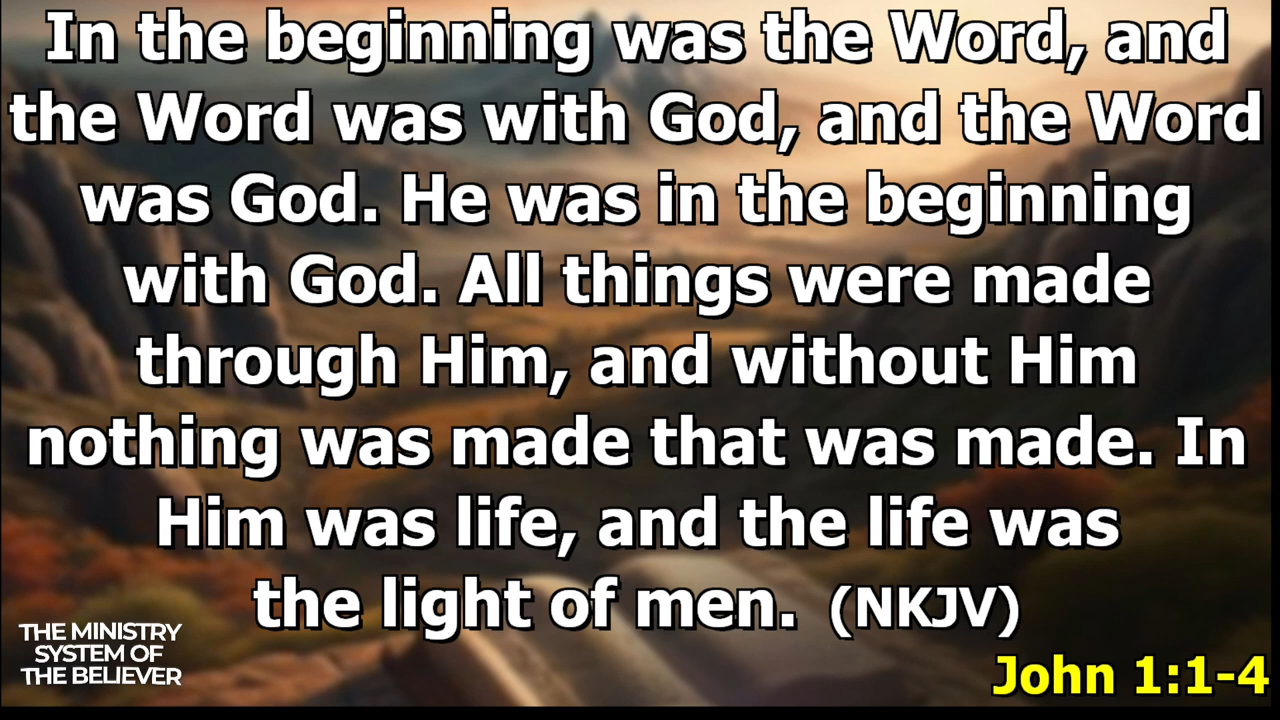 In the beginning was the Word, and
the Word was with God, and the Word
was God. He was in the beginning
with God. All things were made
through Him, and without Him
nothing was made that was made. In
Him was life, and the life was
the light of men. (NKJV)
THE MINISTRY
SYSTEM OF
THE BELIEVER
John 1:1-4